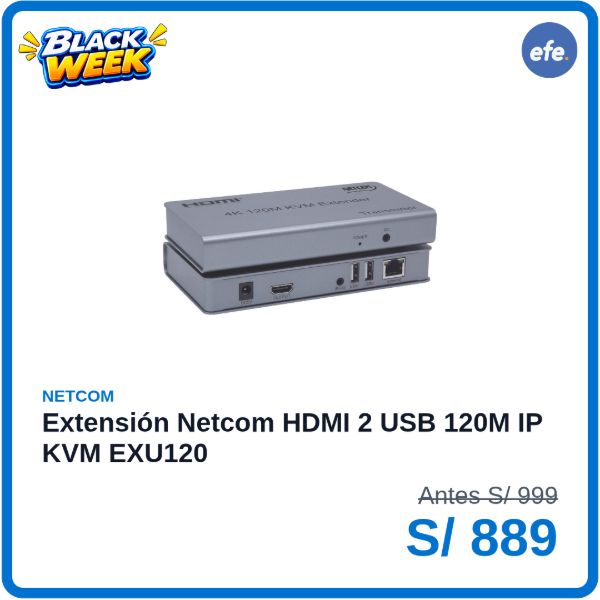 BLACK
WEEK
efe.
HDMI
4K 120M KVM Extender
POWER
NETCOM
Extensión Netcom HDMI 2 USB 120M IP
KVM EXU120
Antes S/ 999
S/ 889